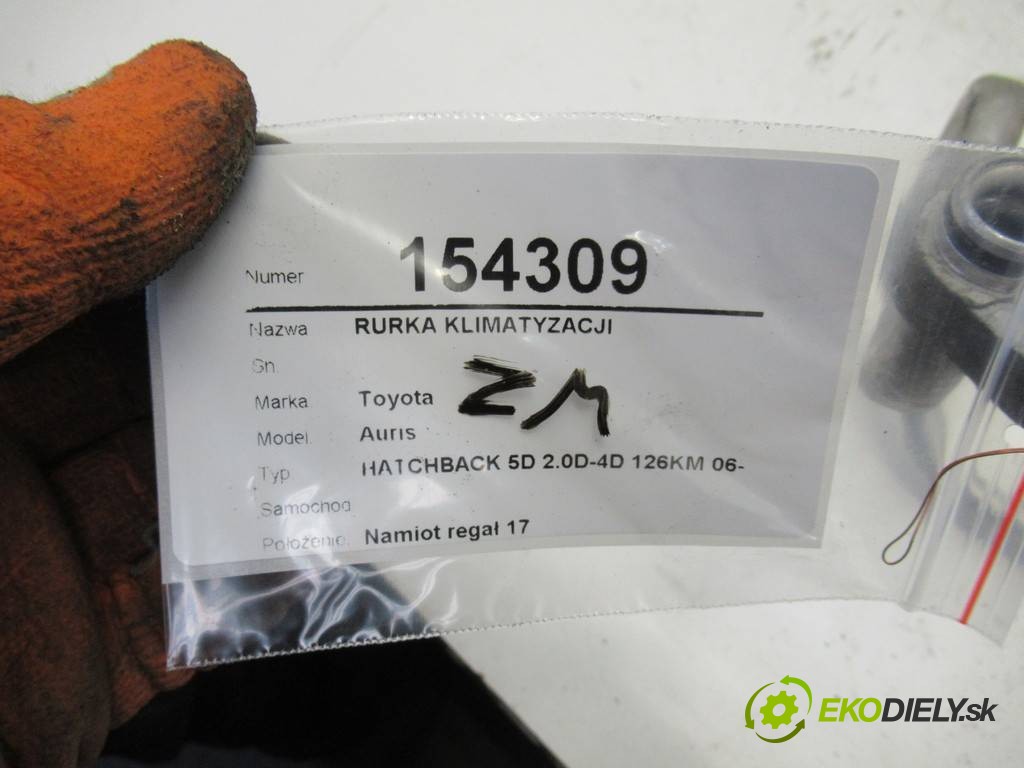 Numer 154309
Nazwa RURKA KLIMATYZACJI
Sn.
ZM
Marka Toyota
Model. Auris
Typ HATCHBACK 5D 2.0D-4D 126KM 06-
Samochod
Położenie. Namiot regał 17
EKODIELY.sk